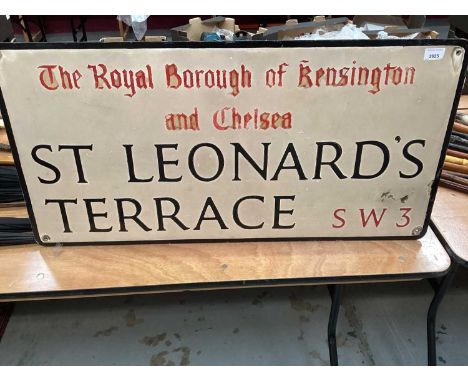 The Royal Borough of Kensington
and Chelsea
ST LEONARD'S
TERRACE SW3